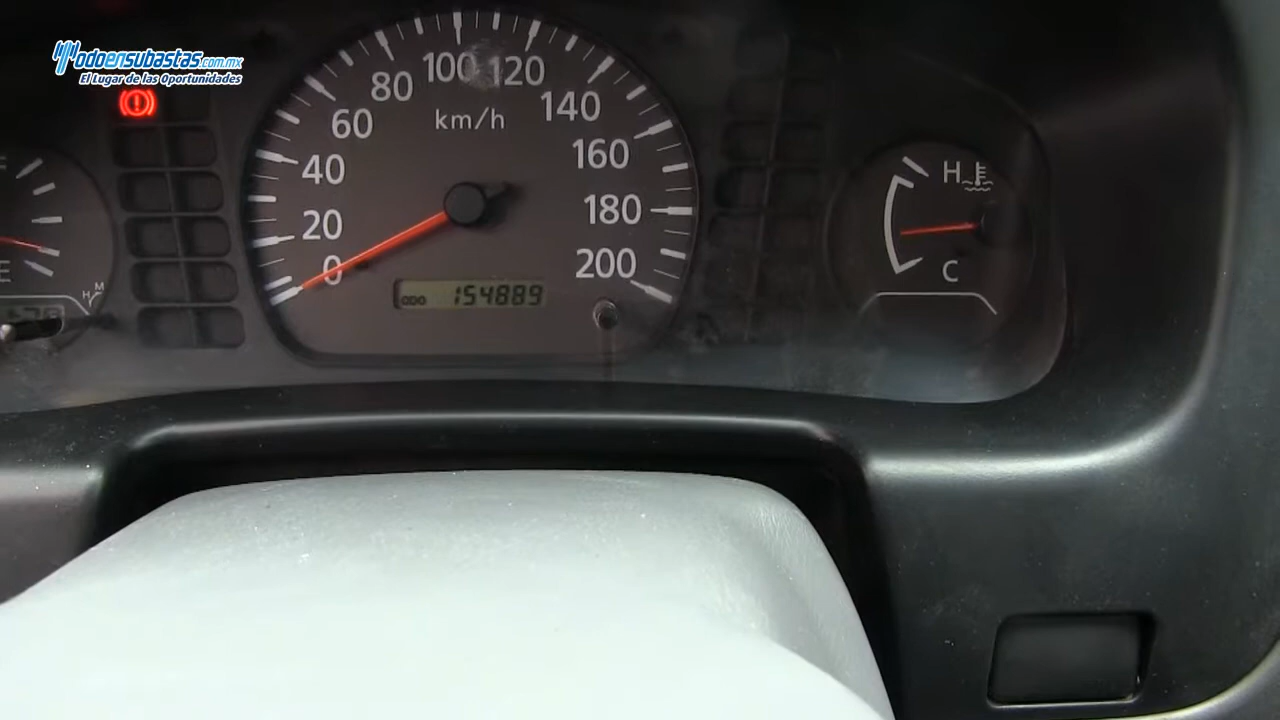 Todoensubastas.com.mx
El Lugar de las Oportunidades
0
20
40
60
80
100
120
140
160
180
200
km/h
ODO 154889
F
E
H M
H
C